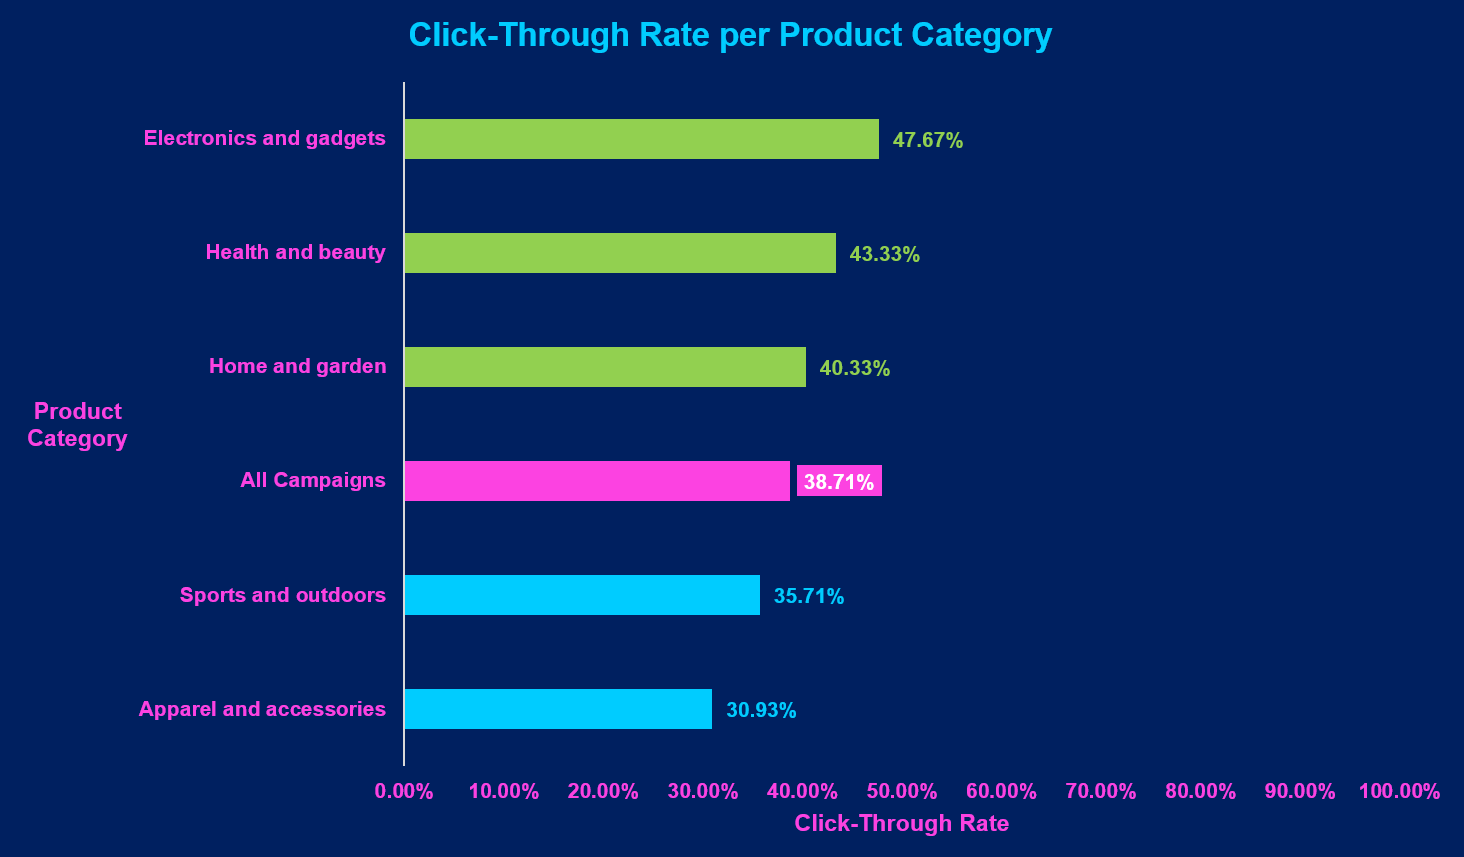 Click-Through Rate per Product Category
Electronics and gadgets 47.67%
Health and beauty 43.33%
Home and garden 40.33%
Product
Category
All Campaigns 38.71%
Sports and outdoors 35.71%
Apparel and accessories 30.93%
0.00% 10.00% 20.00% 30.00% 40.00% 50.00% 60.00% 70.00% 80.00% 90.00% 100.00%
Click-Through Rate